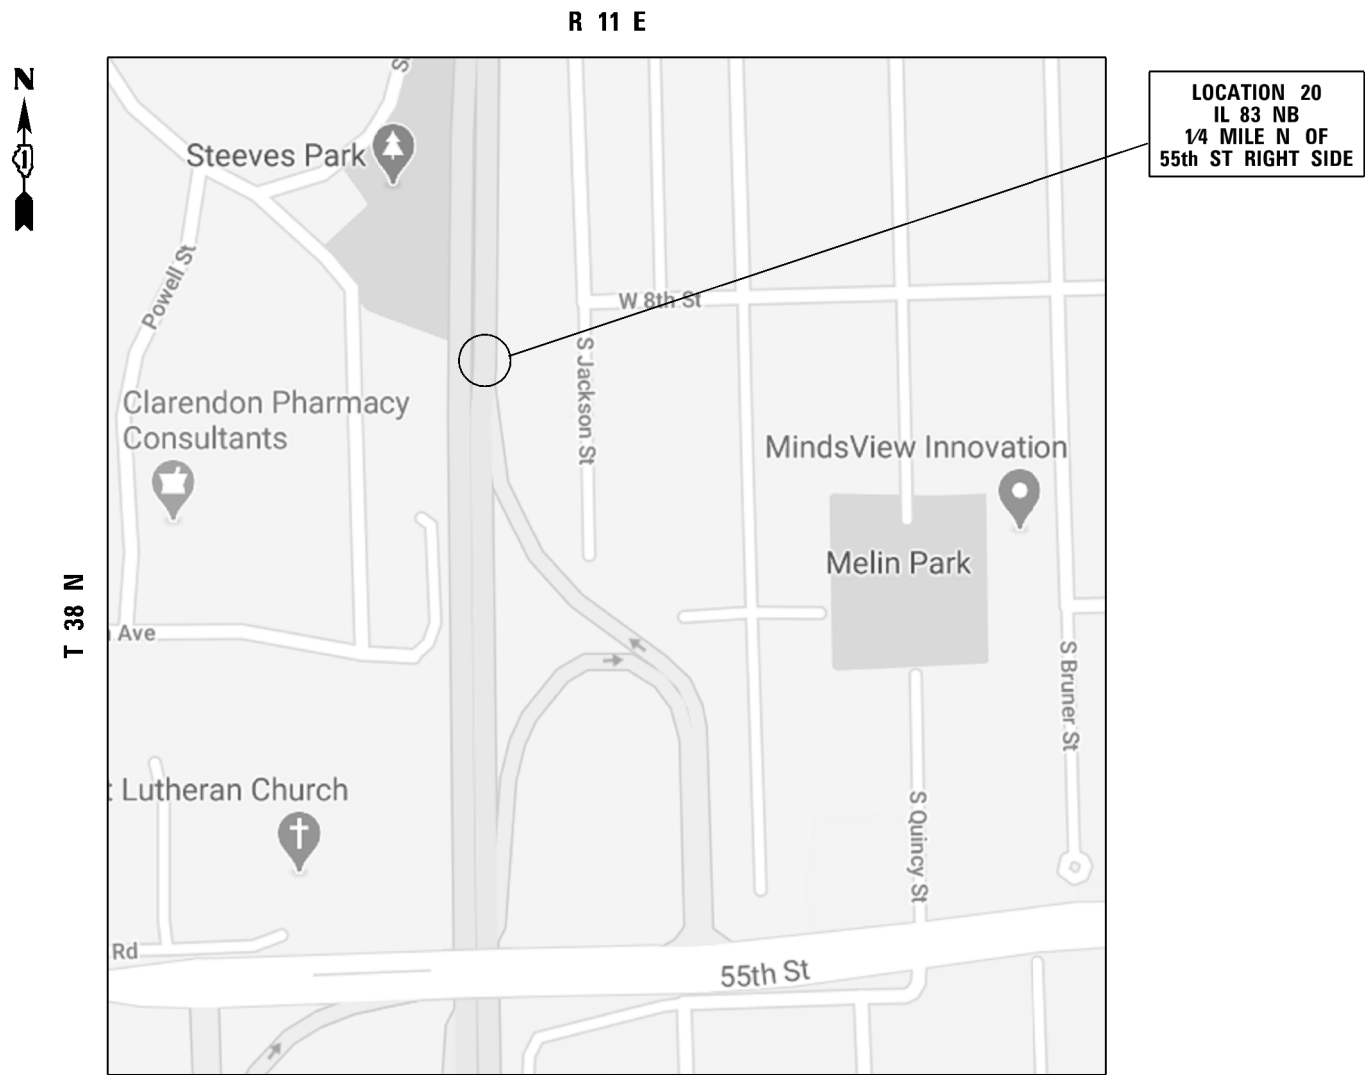 R 11 E
N
LOCATION 20
IL 83 NB
1/4 MILE N OF
55th ST RIGHT SIDE
S
Steeves Park
Powell St
W 8th St
S Jackson St
Clarendon Pharmacy
Consultants
MindsView Innovation
Melin Park
T 38 N
Ave
S Bruner St
Lutheran Church
S Quincy St
Rd
55th St